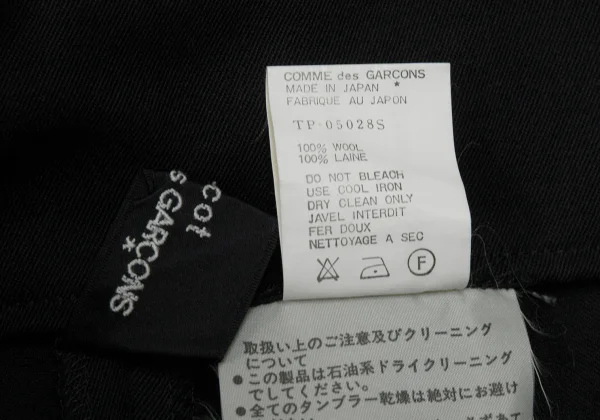 COMME des GARCONS
MADE IN JAPAN *
FABRIQUE AU JAPON
TP-05028S
100% WOOL
100% LAINE
DO NOT BLEACH
USE COOL IRON
DRY CLEAN ONLY
JAVEL INTERDIT
FER DOUX
NETTOYAGE A SEC
F
cot
s GARÇONS
*
取扱い上のご注意及びクリーニング
について
●この製品は石油系ドライクリーニング
でしてください。
●全てのタンブラー乾燥は絶対にお避け